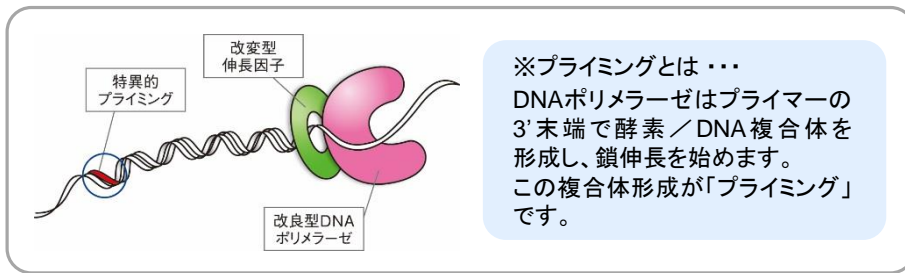 改変型
伸長因子
特異的
プライミング
改良型DNA
ポリメラーゼ
※プライミングとは ･･･
DNAポリメラーゼはプライマーの
3’末端で酵素／DNA複合体を
形成し、鎖伸長を始めます。
この複合体形成が「プライミング」
です。